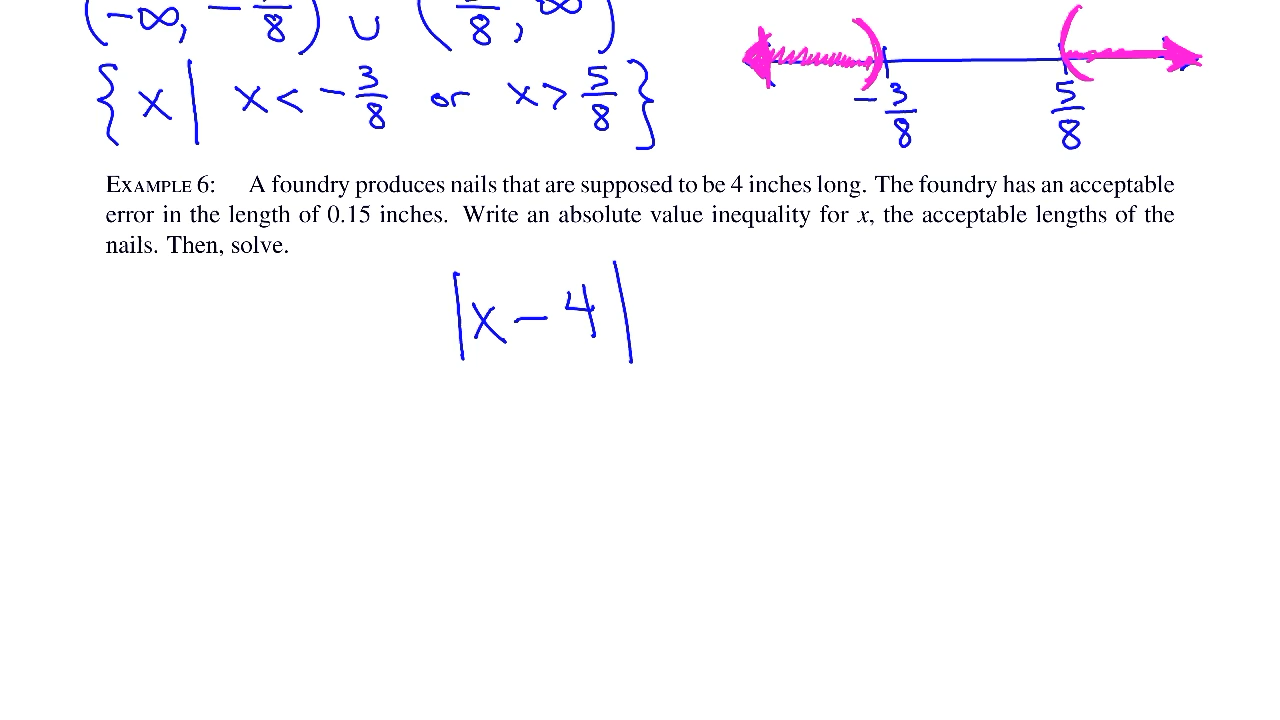 (-∞, -/8) ∪ (/8, ∞)
{x | x < -3/8 or x > 5/8}
-3/8 5/8
EXAMPLE 6: A foundry produces nails that are supposed to be 4 inches long. The foundry has an acceptable
error in the length of 0.15 inches. Write an absolute value inequality for x, the acceptable lengths of the
nails. Then, solve.
|x - 4|